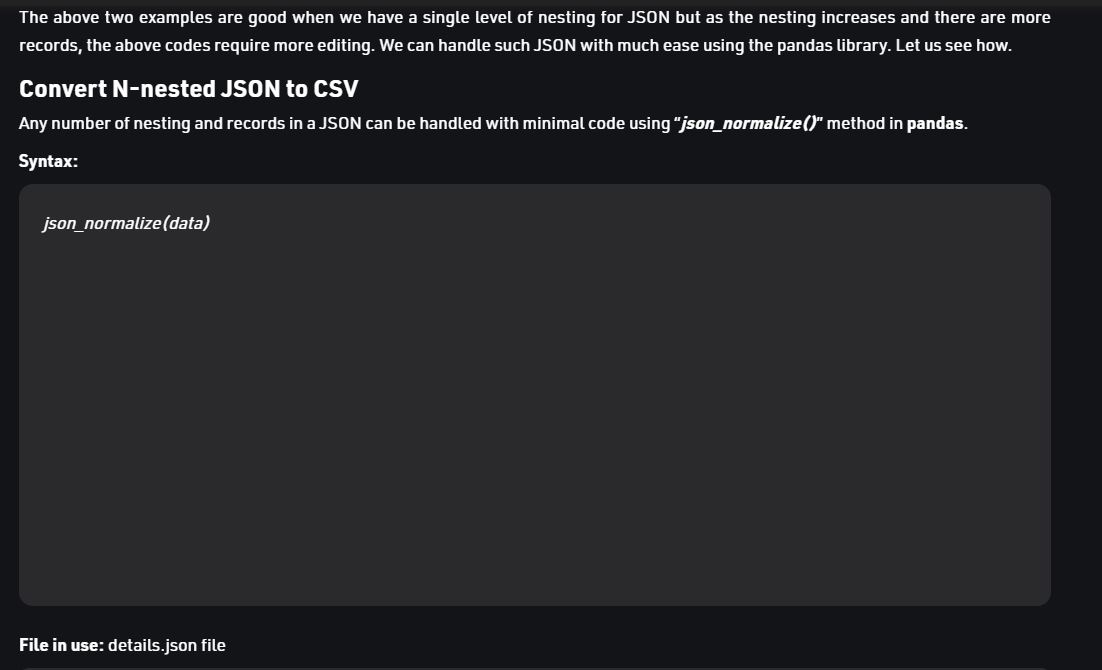 The above two examples are good when we have a single level of nesting for JSON but as the nesting increases and there are more
records, the above codes require more editing. We can handle such JSON with much ease using the pandas library. Let us see how.
Convert N-nested JSON to CSV
Any number of nesting and records in a JSON can be handled with minimal code using “json_normalize()” method in pandas.
Syntax:
json_normalize(data)
File in use: details.json file